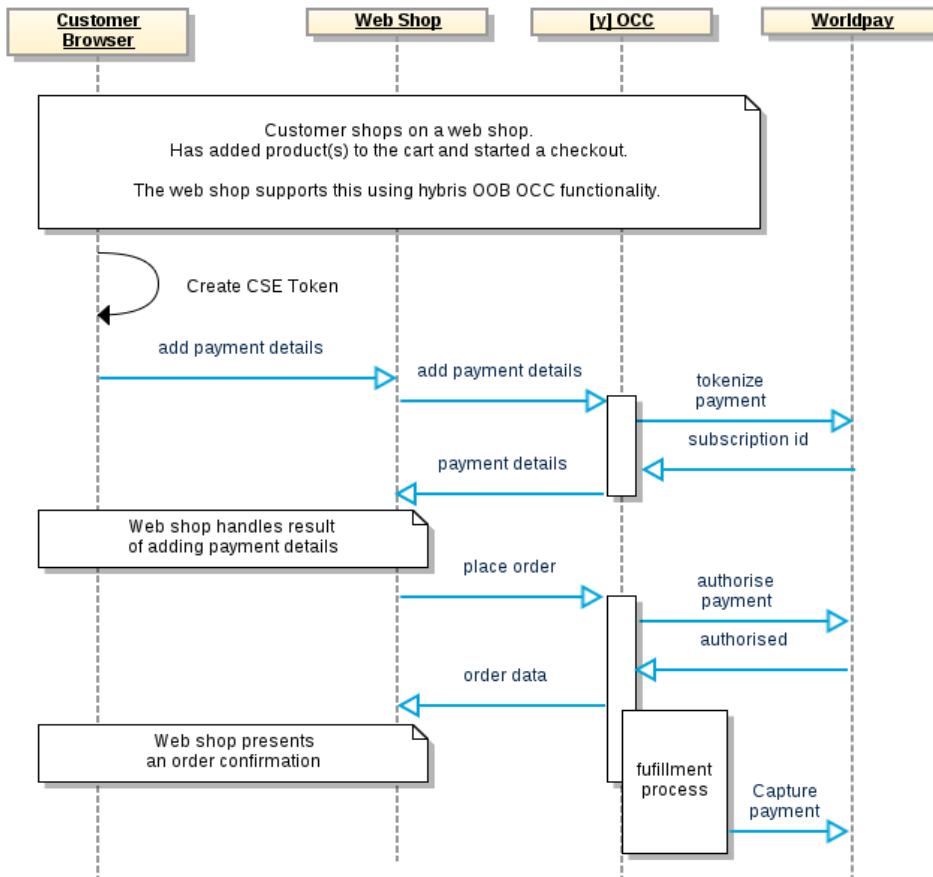 Customer
Browser
Web Shop
[y] OCC
Worldpay
Customer shops on a web shop.
Has added product(s) to the cart and started a checkout.
The web shop supports this using hybris OOB OCC functionality.
Create CSE Token
add payment details
add payment details
tokenize
payment
subscription id
payment details
Web shop handles result
of adding payment details
place order
authorise
payment
authorised
order data
Web shop presents
an order confirmation
fufillment
process
Capture
payment